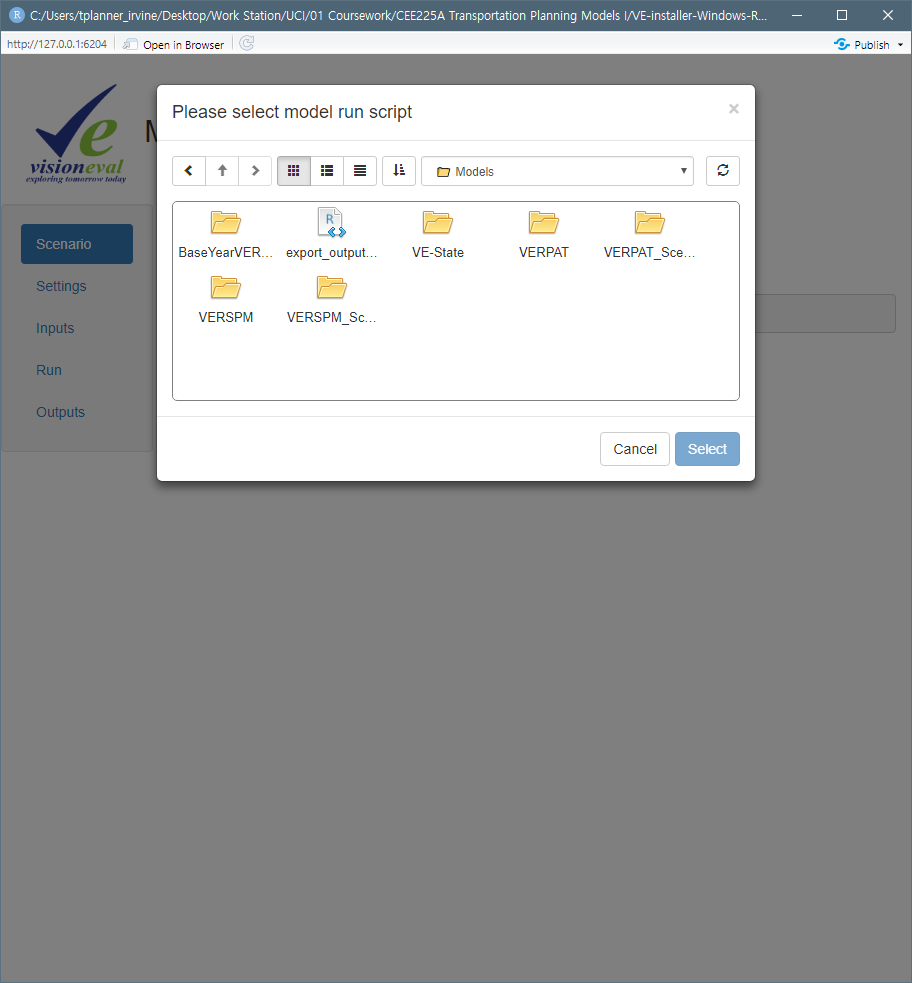 C:/Users/tplanner_irvine/Desktop/Work Station/UCI/01 Coursework/CEE225A Transportation Planning Models I/VE-installer-Windows-R...
http://127.0.0.1:6204 Open in Browser Publish
visioneval
exploring tomorrow today
M
Please select model run script ×
Models
BaseYearVER... export_output... VE-State VERPAT VERPAT_Sce...
VERSPM VERSPM_Sc...
Cancel Select
Scenario
Settings
Inputs
Run
Outputs